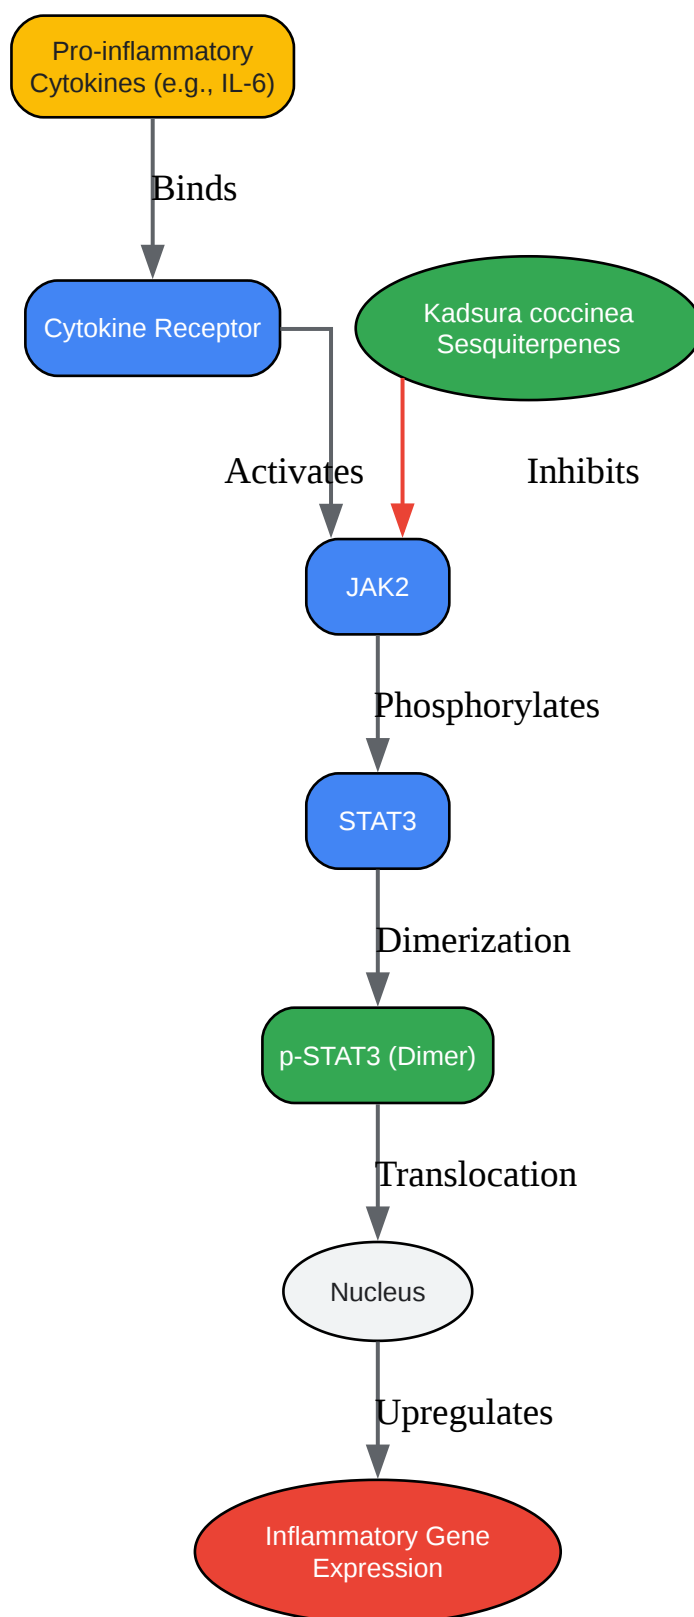 Pro-inflammatory
Cytokines (e.g., IL-6)
Binds
Cytokine Receptor
Kadsura coccinea
Sesquiterpenes
Activates
Inhibits
JAK2
Phosphorylates
STAT3
Dimerization
p-STAT3 (Dimer)
Translocation
Nucleus
Upregulates
Inflammatory Gene
Expression